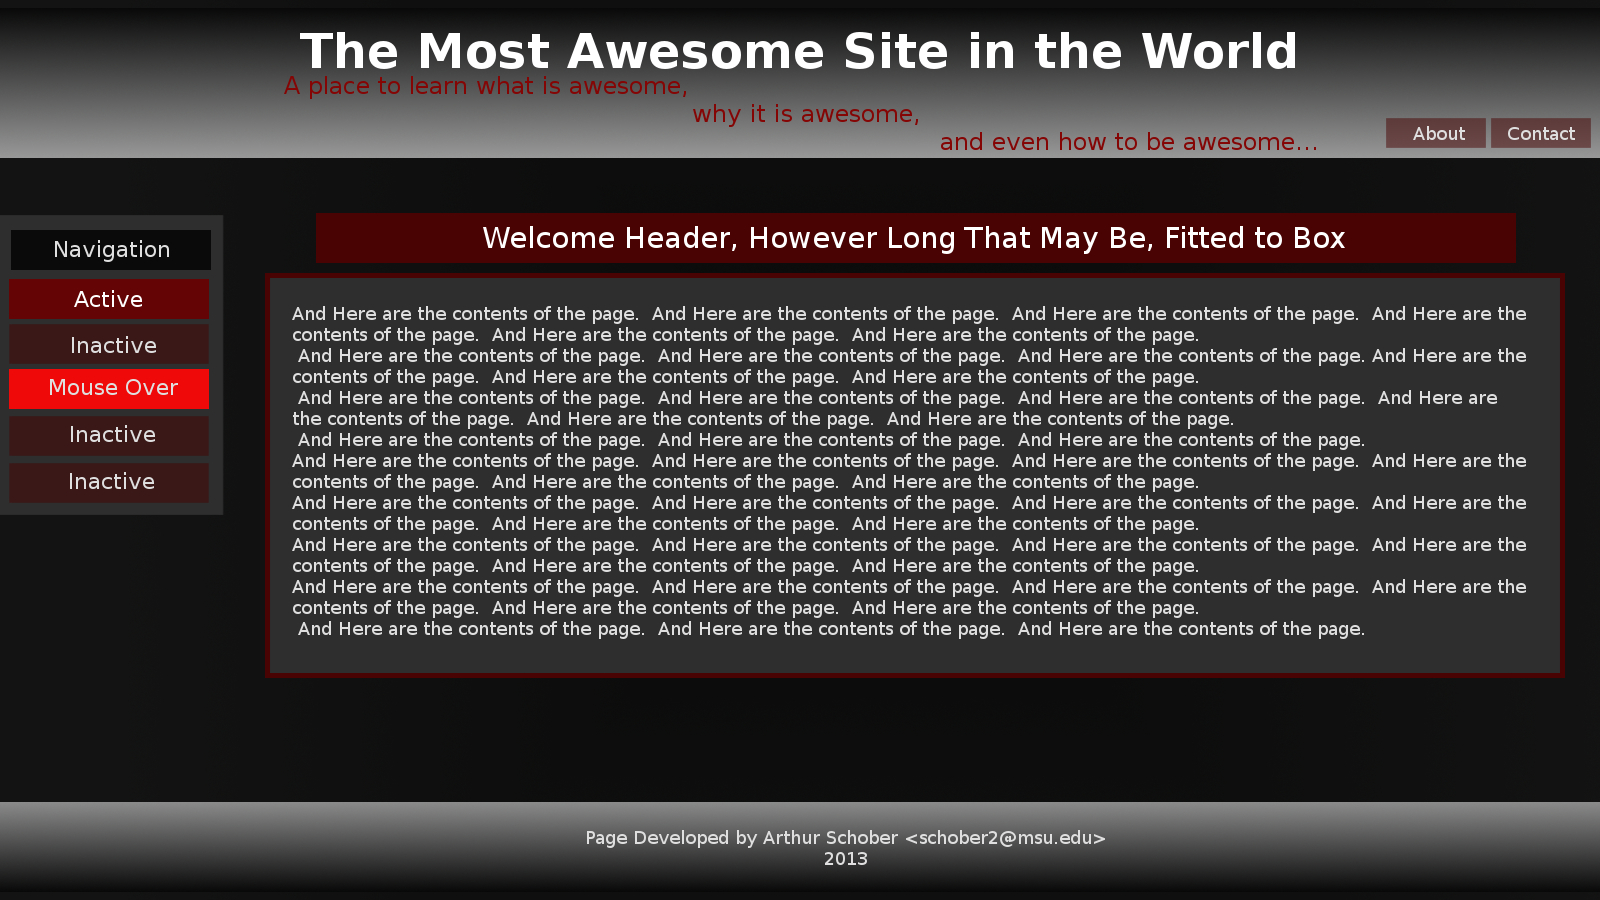 The Most Awesome Site in the World
A place to learn what is awesome,
why it is awesome,
and even how to be awesome...
About
Contact
Navigation
Active
Inactive
Mouse Over
Inactive
Inactive
Welcome Header, However Long That May Be, Fitted to Box
And Here are the contents of the page.  And Here are the contents of the page.  And Here are the contents of the page.  And Here are the
contents of the page.  And Here are the contents of the page.  And Here are the contents of the page.
And Here are the contents of the page.  And Here are the contents of the page.  And Here are the contents of the page. And Here are the
contents of the page.  And Here are the contents of the page.  And Here are the contents of the page.
And Here are the contents of the page.  And Here are the contents of the page.  And Here are the contents of the page.  And Here are
the contents of the page.  And Here are the contents of the page.  And Here are the contents of the page.
And Here are the contents of the page.  And Here are the contents of the page.  And Here are the contents of the page.
And Here are the contents of the page.  And Here are the contents of the page.  And Here are the contents of the page.  And Here are the
contents of the page.  And Here are the contents of the page.  And Here are the contents of the page.
And Here are the contents of the page.  And Here are the contents of the page.  And Here are the contents of the page.  And Here are the
contents of the page.  And Here are the contents of the page.  And Here are the contents of the page.
And Here are the contents of the page.  And Here are the contents of the page.  And Here are the contents of the page.  And Here are the
contents of the page.  And Here are the contents of the page.  And Here are the contents of the page.
And Here are the contents of the page.  And Here are the contents of the page.  And Here are the contents of the page.  And Here are the
contents of the page.  And Here are the contents of the page.  And Here are the contents of the page.
And Here are the contents of the page.  And Here are the contents of the page.  And Here are the contents of the page.
Page Developed by Arthur Schober <schober2@msu.edu>
2013